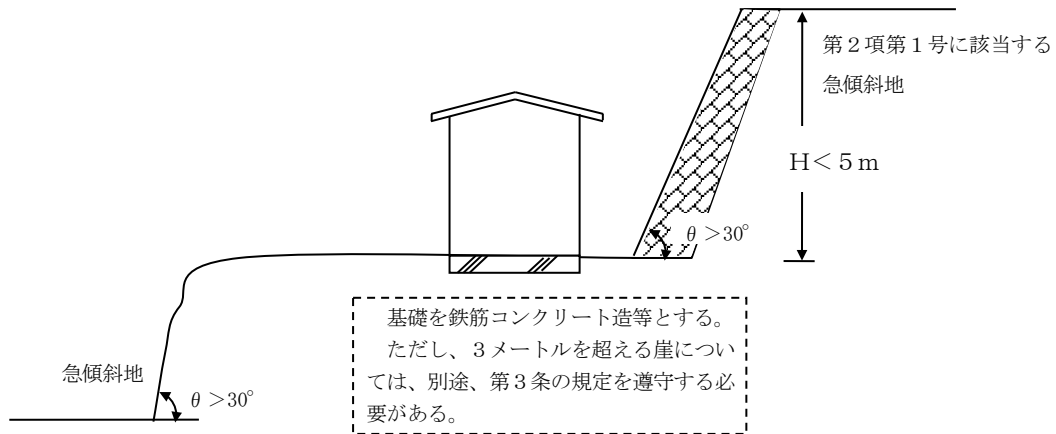 第２項第１号に該当する
急傾斜地
Ｈ＜５ｍ
θ＞30°
基礎を鉄筋コンクリート造等とする。
ただし、３メートルを超える崖につい
ては、別途、第３条の規定を遵守する必
要がある。
急傾斜地
θ＞30°